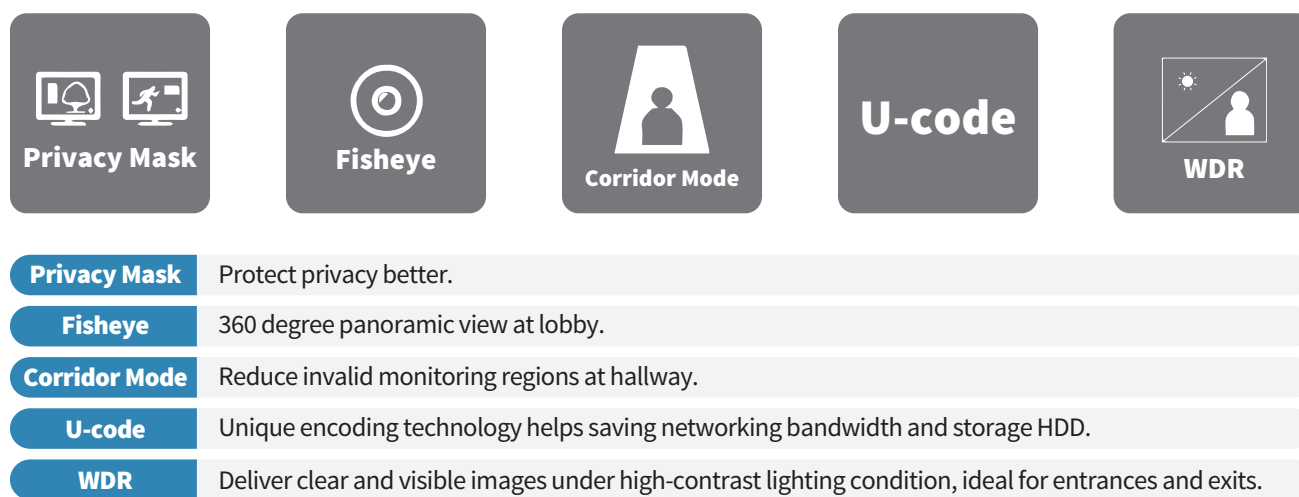 Privacy Mask
Fisheye
Corridor Mode
U-code
WDR
Privacy Mask Protect privacy better.
Fisheye 360 degree panoramic view at lobby.
Corridor Mode Reduce invalid monitoring regions at hallway.
U-code Unique encoding technology helps saving networking bandwidth and storage HDD.
WDR Deliver clear and visible images under high-contrast lighting condition, ideal for entrances and exits.